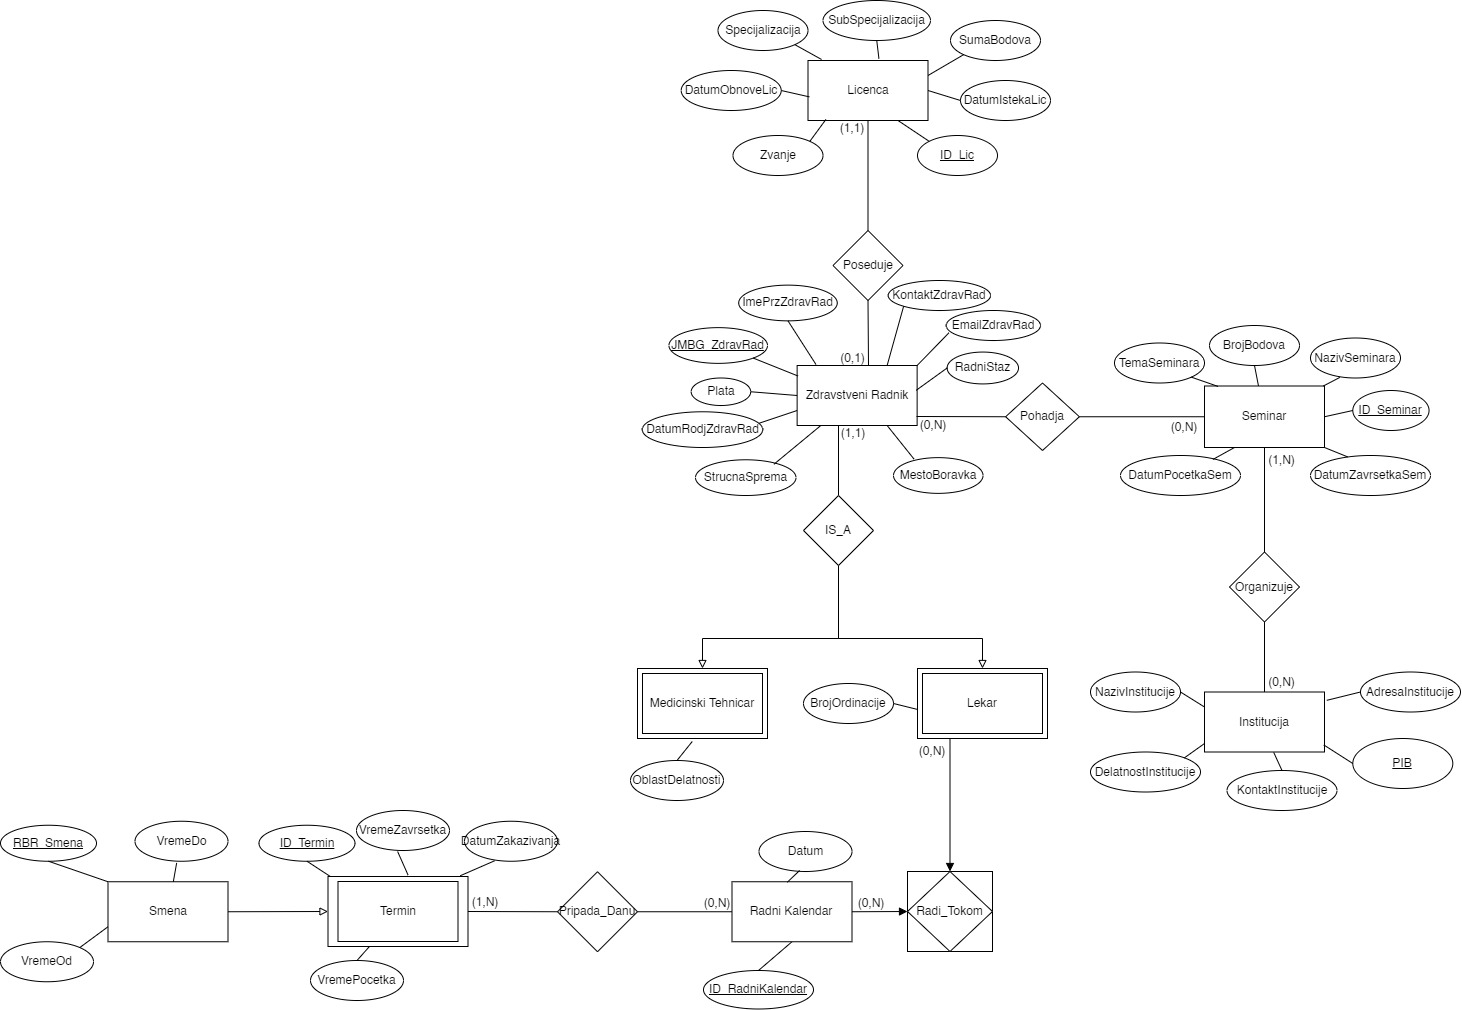 SubSpecijalizacija
Specijalizacija
SumaBodova
DatumObnoveLic
Licenca
DatumIstekaLic
(1,1)
Zvanje
ID_Lic
Poseduje
ImePrzZdravRad
KontaktZdravRad
EmailZdravRad
JMBG_ZdravRad
(0,1)
RadniStaz
Plata
Zdravstveni Radnik
DatumRodjZdravRad
(1,1)
(0,N)
StrucnaSprema
MestoBoravka
Pohadja
TemaSeminara
BrojBodova
NazivSeminara
ID_Seminar
Seminar
(0,N)
(1,N)
DatumPocetkaSem
DatumZavrsetkaSem
IS_A
Organizuje
(0,N)
NazivInstitucije
AdresaInstitucije
Institucija
DelatnostInstitucije
PIB
KontaktInstitucije
Medicinski Tehnicar
BrojOrdinacije
Lekar
(0,N)
OblastDelatnosti
RBR_Smena
VremeDo
ID_Termin
VremeZavrsetka
DatumZakazivanja
Datum
Smena
Termin
(1,N)
Pripada_Danu
(0,N)
Radni Kalendar
(0,N)
Radi_Tokom
VremeOd
VremePocetka
ID_RadniKalendar